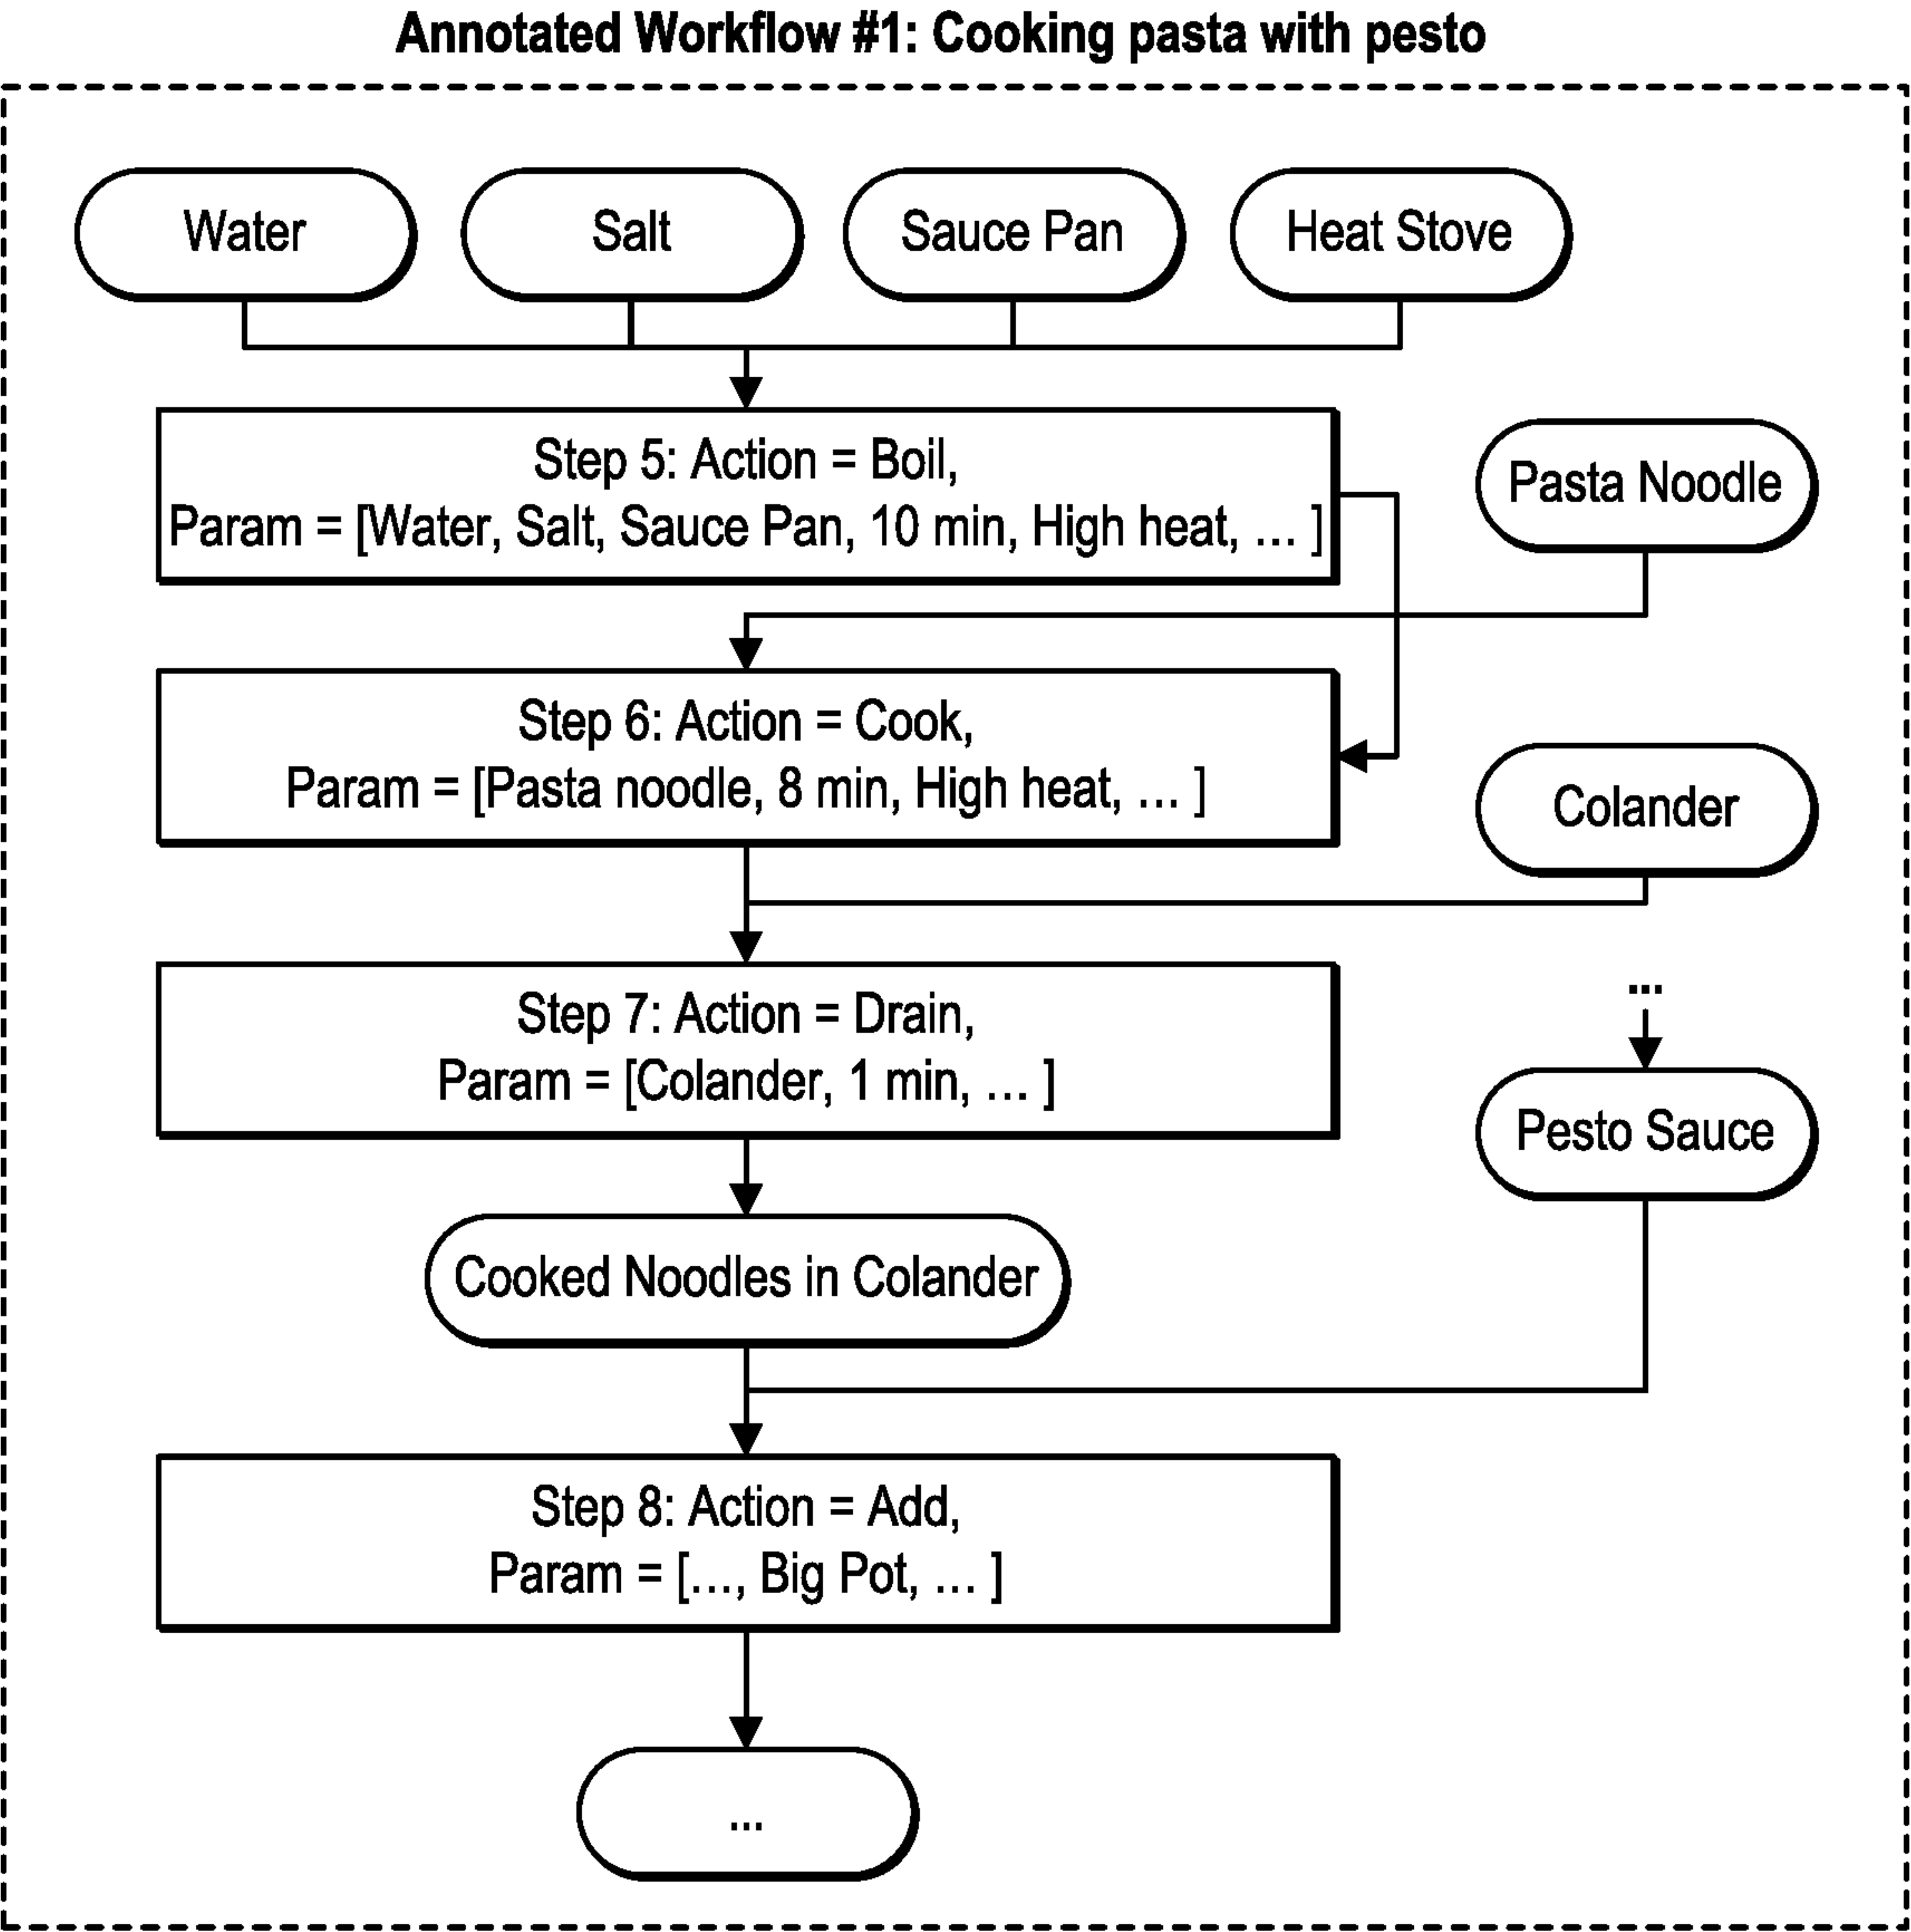 Annotated Workflow #1: Cooking pasta with pesto
Water
Salt
Sauce Pan
Heat Stove
Step 5: Action = Boil,
Param = [Water, Salt, Sauce Pan, 10 min, High heat, ... ]
Pasta Noodle
Step 6: Action = Cook,
Param = [Pasta noodle, 8 min, High heat, ... ]
Colander
Step 7: Action = Drain,
Param = [Colander, 1 min, ... ]
...
Pesto Sauce
Cooked Noodles in Colander
Step 8: Action = Add,
Param = [..., Big Pot, ... ]
...